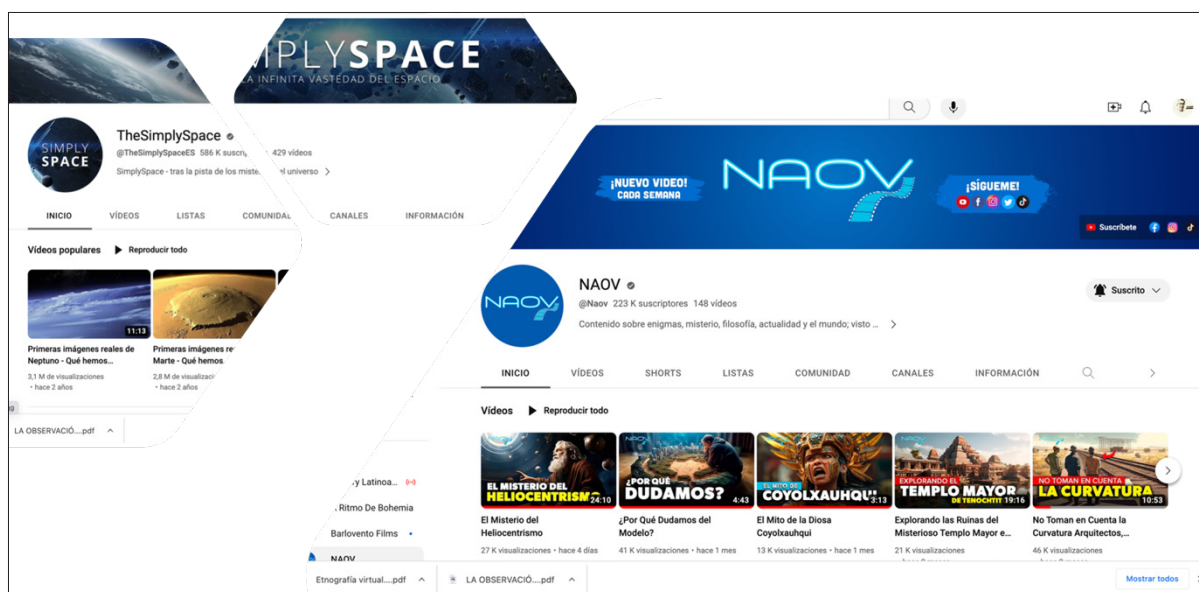 MPLYSPACE
LA INFINITA VASTEDAD DEL ESPACIO
SIMPLY
SPACE
TheSimplySpace
@TheSimplySpaceES 586 K 429 vídeos
SimplySpace - tras la pista de los universo
INICIO VÍDEOS LISTAS COMUNIDAD CANALES INFORMACIÓN
Vídeos populares Reproducir todo
11:13
Primeras imágenes reales de
Neptuno - Qué hemos...
3,1 M de visualizaciones
• hace 2 años
Primeras imágenes
Marte - Qué hemos
2,8 M de
• hace 2 años
LA OBSERVACIÓ....pdf
NAOV
¡NUEVO VIDEO!
CADA SEMANA
¡SÍGUEME!
Suscríbete
NAOV
NAOV
@Naov 223 K suscriptores 148 vídeos
Contenido sobre enigmas, misterio, filosofía, actualidad y el mundo; visto ...
Suscrito
INICIO VÍDEOS SHORTS LISTAS COMUNIDAD CANALES INFORMACIÓN
Vídeos Reproducir todo
EL MISTERIO DEL
HELIOCENTRISM
24:10
El Misterio del
Heliocentrismo
27 K visualizaciones • hace 4 días
NAOV
¿POR QUÉ
DUDAMOS?
4:43
¿Por Qué Dudamos del
Modelo?
41 K visualizaciones • hace 1 mes
EL MITO DE
COYOLXAUHQU
3:13
El Mito de la Diosa
Coyolxauhqui
13 K visualizaciones • hace 1 mes
NAOV
EXPLORANDO EL
TEMPLO MAYOR
DE TENOCHTIT
19:16
Explorando las Ruinas del
Misterioso Templo Mayor e...
21 K visualizaciones
NAOV
NO TOMAN EN CUENTA
LA CURVATURA
10:53
No Toman en Cuenta la
Curvatura Arquitectos,...
46 K visualizaciones
y Latinoa...
Ritmo De Bohemia
Barlovento Films
NAOV
Etnografía virtual....pdf
LA OBSERVACIÓ....pdf
Mostrar todos